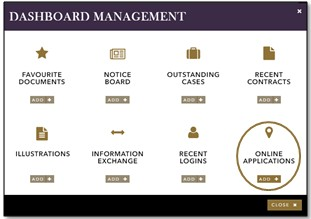 DASHBOARD MANAGEMENT ×
FAVOURITE DOCUMENTS
ADD +
NOTICE BOARD
ADD +
OUTSTANDING CASES
ADD +
RECENT CONTRACTS
ADD +
ILLUSTRATIONS
ADD +
INFORMATION EXCHANGE
ADD +
RECENT LOGINS
ADD +
ONLINE APPLICATIONS
ADD +
CLOSE ×